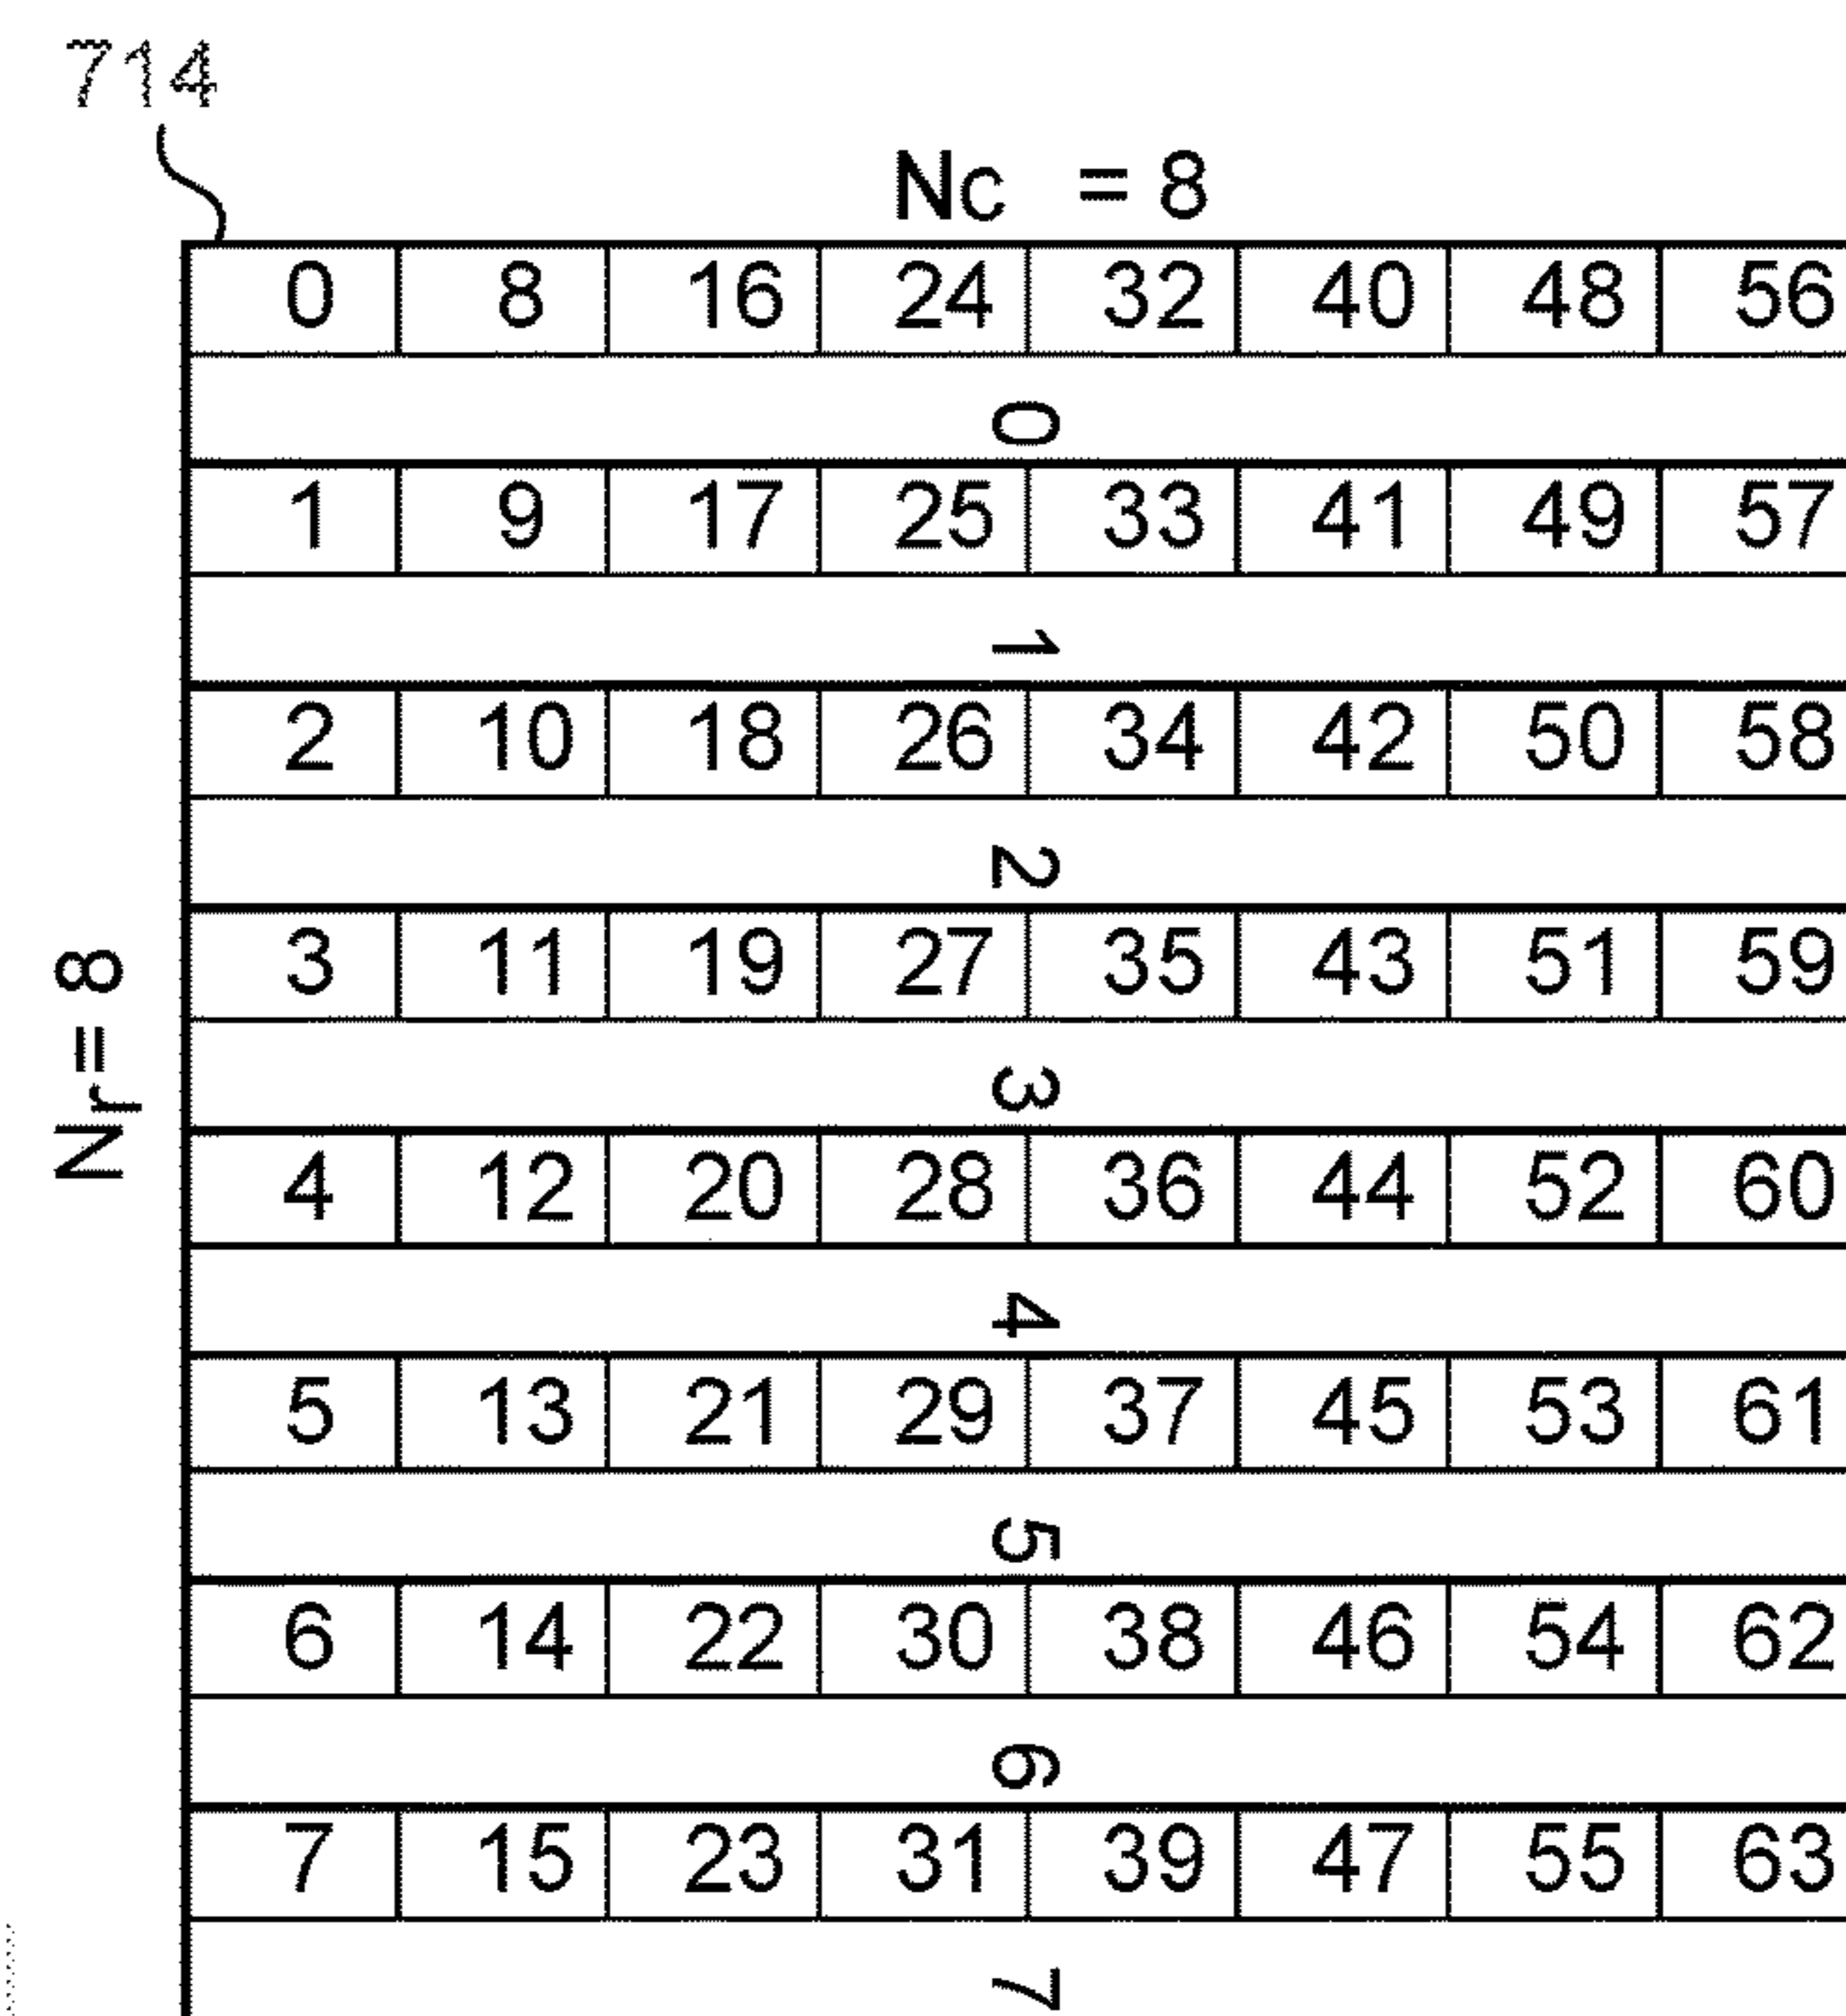 714
Nc = 8
0 8 16 24 32 40 48 56
0
1 9 17 25 33 41 49 57
1
2 10 18 26 34 42 50 58
2
3 11 19 27 35 43 51 59
3
Nr = 8
4 12 20 28 36 44 52 60
4
5 13 21 29 37 45 53 61
5
6 14 22 30 38 46 54 62
6
7 15 23 31 39 47 55 63
7